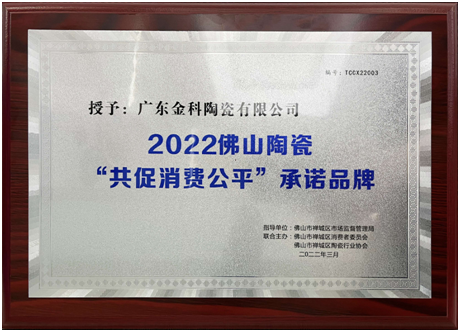 编号：TCCX22003
授予：广东金科陶瓷有限公司
2022佛山陶瓷
“共促消费公平”承诺品牌
指导单位：佛山市禅城区市场监督管理局
联合主办：佛山市禅城区消费者委员会
佛山市禅城区陶瓷行业协会
二〇二二年三月